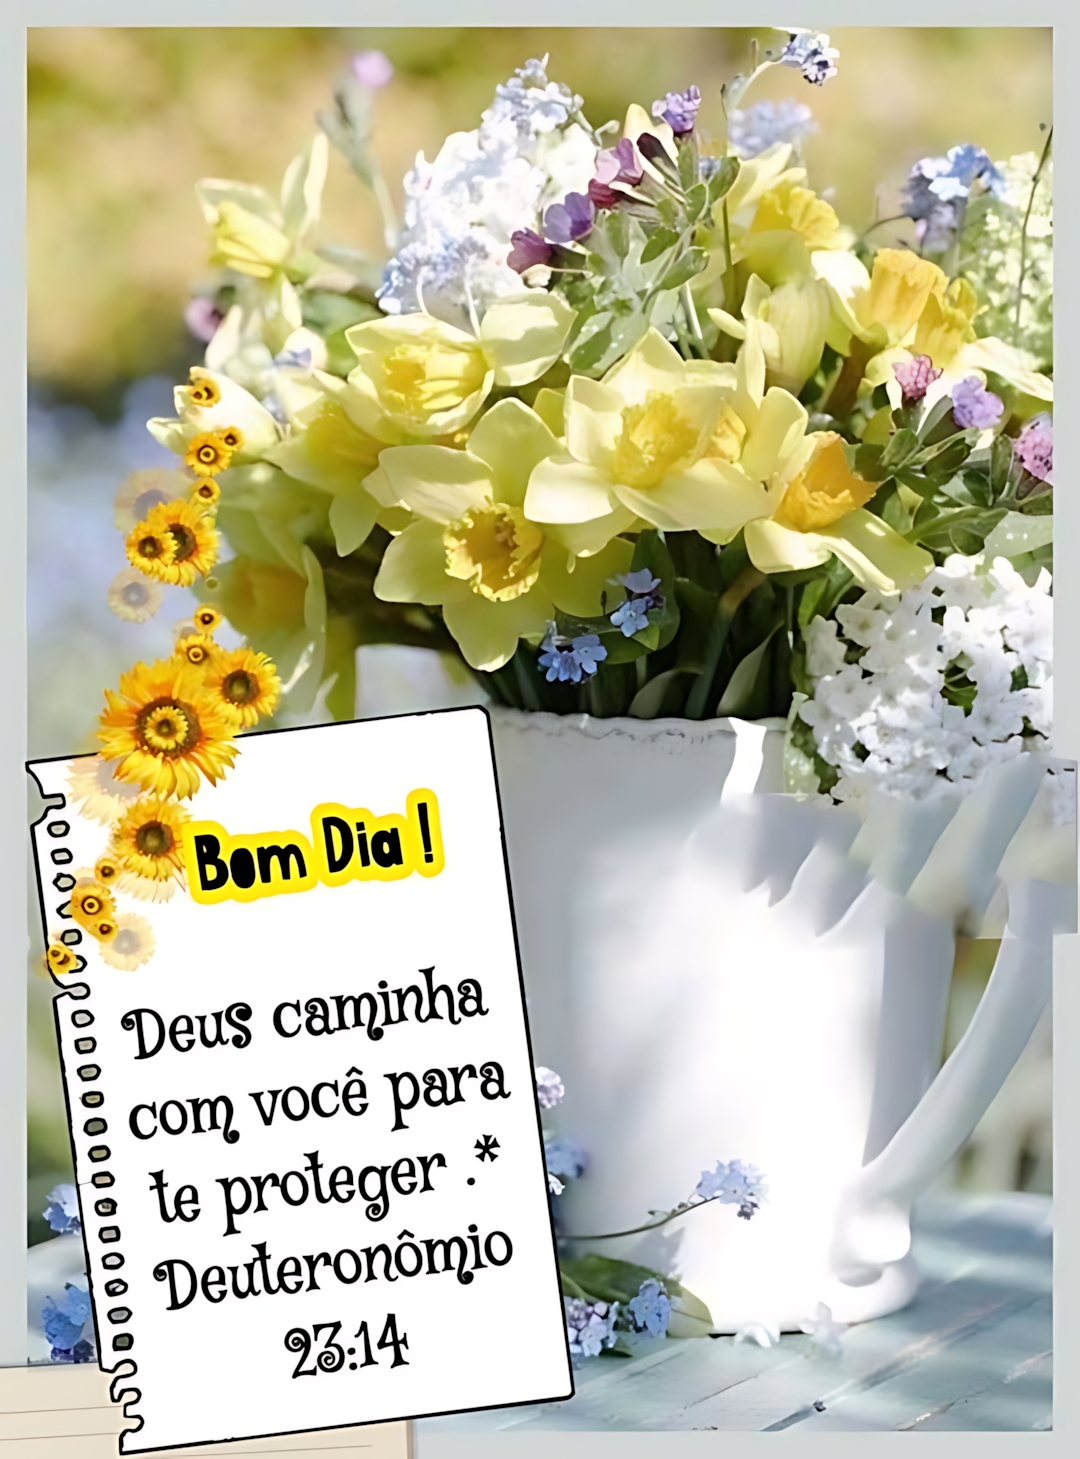 Bom Dia !
Deus caminha
com você para
te proteger .*
Deuteronômio
23:14